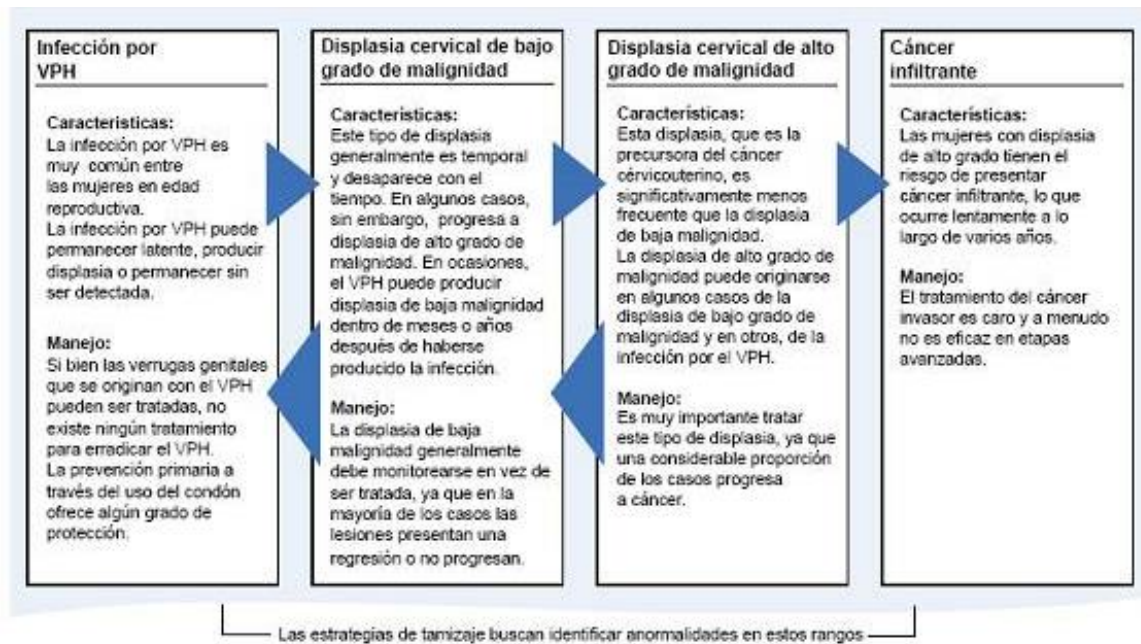 Infección por
VPH
Características:
La infección por VPH es
muy común entre
las mujeres en edad
reproductiva.
La infección por VPH puede
permanecer latente, producir
displasia o permanecer sin
ser detectada.
Manejo:
Si bien las verrugas genitales
que se originan con el VPH
pueden ser tratadas, no
existe ningún tratamiento
para erradicar el VPH.
La prevención primaria a
través del uso del condón
ofrece algún grado de
protección.
Displasia cervical de bajo
grado de malignidad
Características:
Este tipo de displasia
generalmente es temporal
y desaparece con el
tiempo. En algunos casos,
sin embargo, progresa a
displasia de alto grado de
malignidad. En ocasiones,
el VPH puede producir
displasia de baja malignidad
dentro de meses o años
después de haberse
producido la infección.
Manejo:
La displasia de baja
malignidad generalmente
debe monitorearse en vez de
ser tratada, ya que en la
mayoría de los casos las
lesiones presentan una
regresión o no progresan.
Displasia cervical de alto
grado de malignidad
Características:
Esta displasia, que es la
precursora del cáncer
cérvicouterino, es
significativamente menos
frecuente que la displasia
de baja malignidad.
La displasia de alto grado de
malignidad puede originarse
en algunos casos de la
displasia de bajo grado de
malignidad y en otros, de la
infección por el VPH.
Manejo:
Es muy importante tratar
este tipo de displasia, ya que
una considerable proporción
de los casos progresa
a cáncer.
Cáncer
infiltrante
Características:
Las mujeres con displasia
de alto grado tienen el
riesgo de presentar
cáncer infiltrante, lo que
ocurre lentamente a lo
largo de varios años.
Manejo:
El tratamiento del cáncer
invasor es caro y a menudo
no es eficaz en etapas
avanzadas.
Las estrategias de tamizaje buscan identificar anormalidades en estos rangos